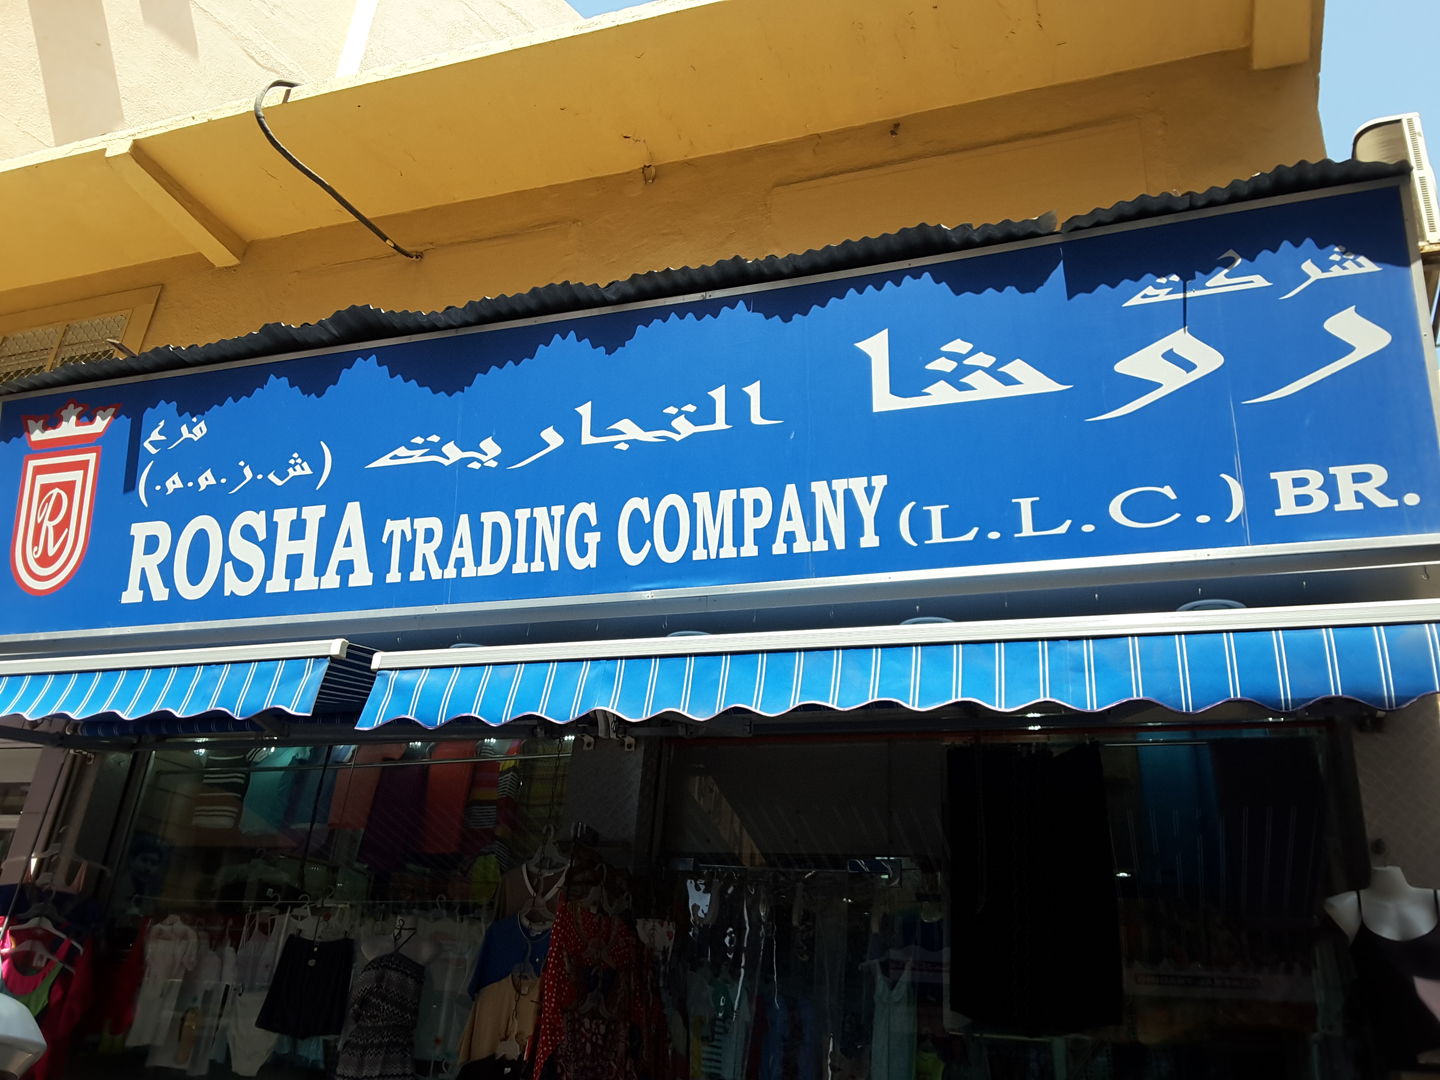 شركة
روشا التجارية (ش.ز.م.م.) فرع
R
ROSHA TRADING COMPANY (L.L.C.) BR.